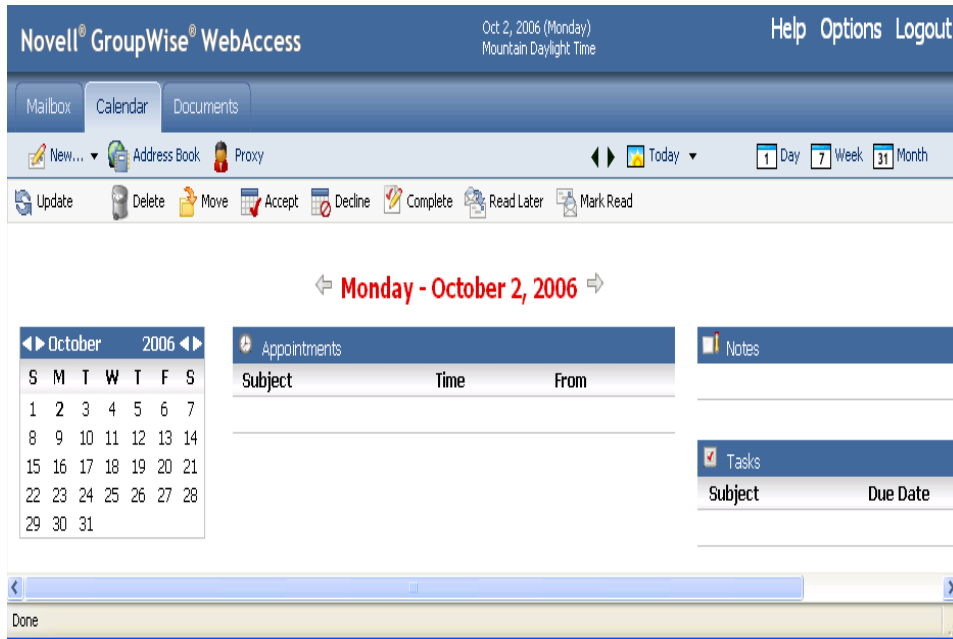 Novell® GroupWise® WebAccess
Oct 2, 2006 (Monday)
Mountain Daylight Time
Help Options Logout
Mailbox Calendar Documents
New... Address Book Proxy Today 1 Day 7 Week 31 Month
Update Delete Move Accept Decline Complete Read Later Mark Read
Monday - October 2, 2006
October 2006
S M T W T F S
1 2 3 4 5 6 7
8 9 10 11 12 13 14
15 16 17 18 19 20 21
22 23 24 25 26 27 28
29 30 31
Appointments
Subject Time From
Notes
Tasks
Subject Due Date
Done